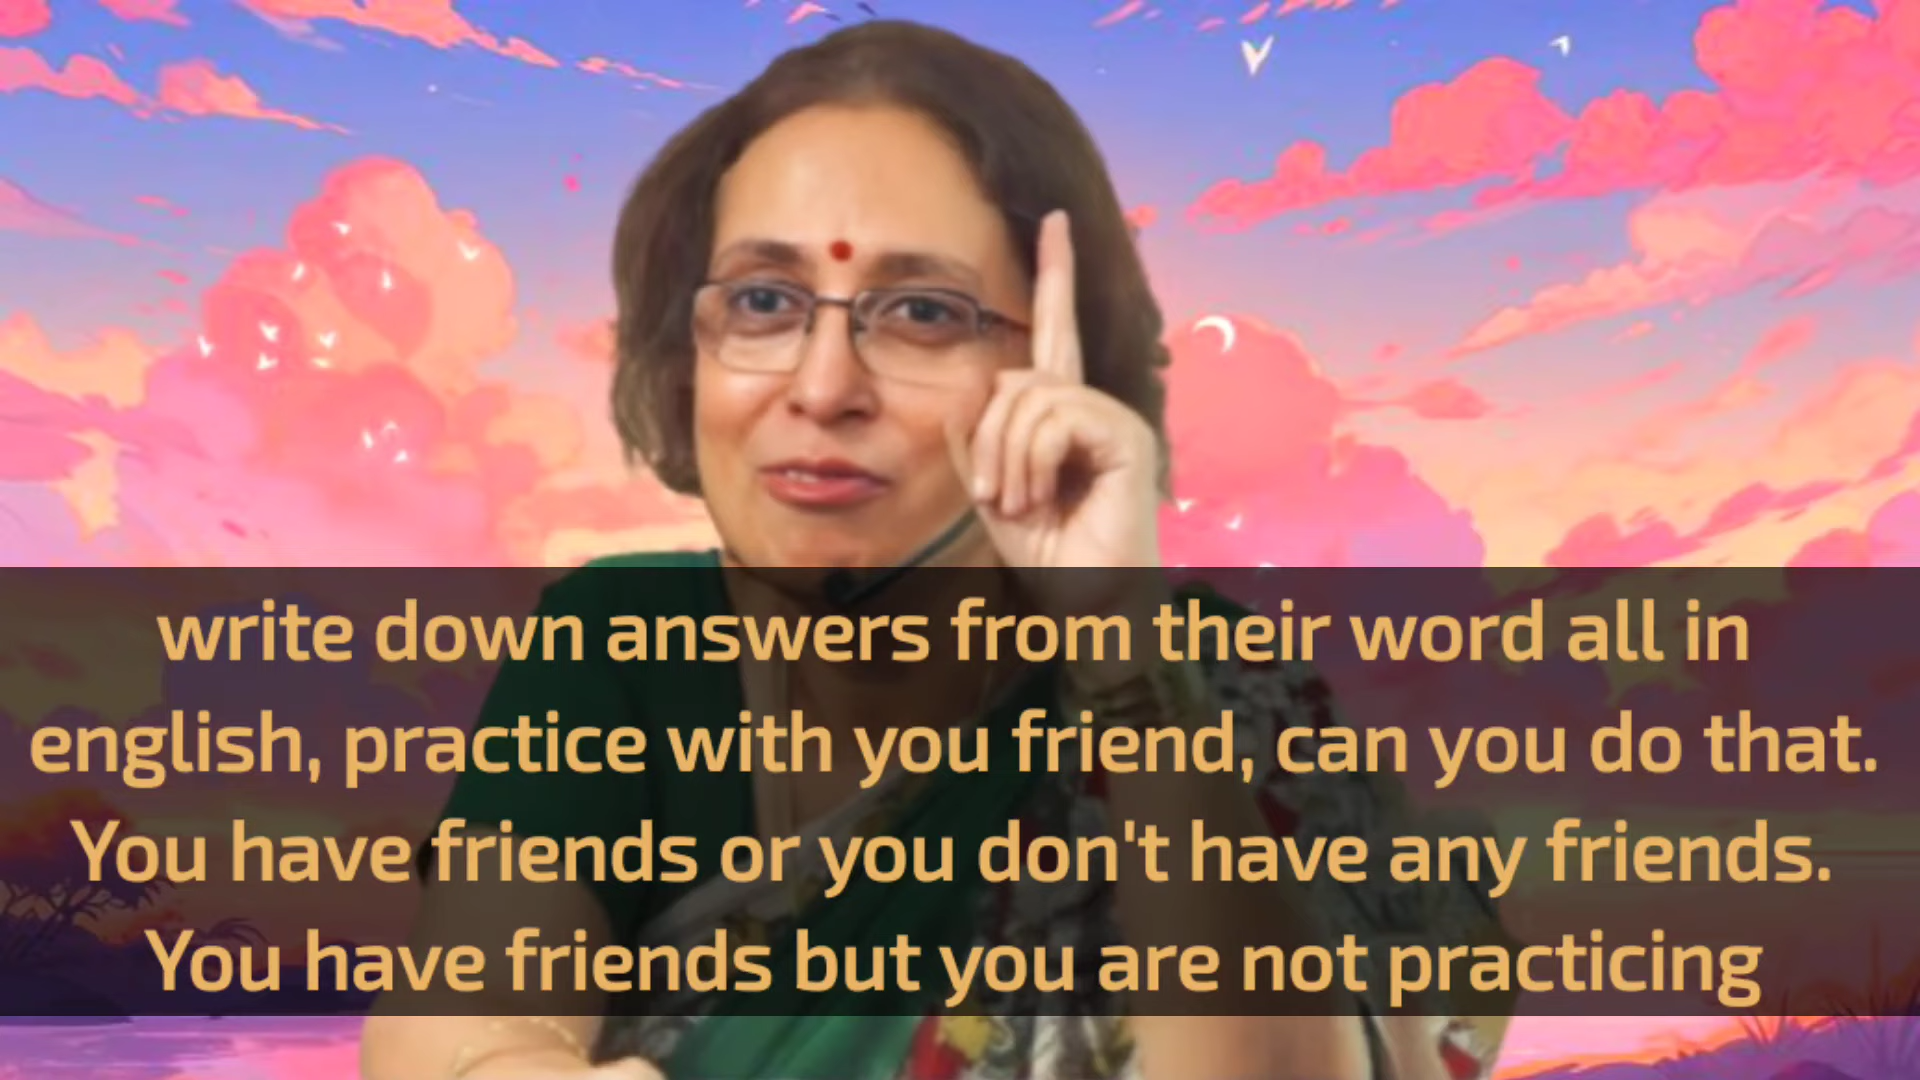 write down answers from their word all in
english, practice with you friend, can you do that.
You have friends or you don't have any friends.
You have friends but you are not practicing